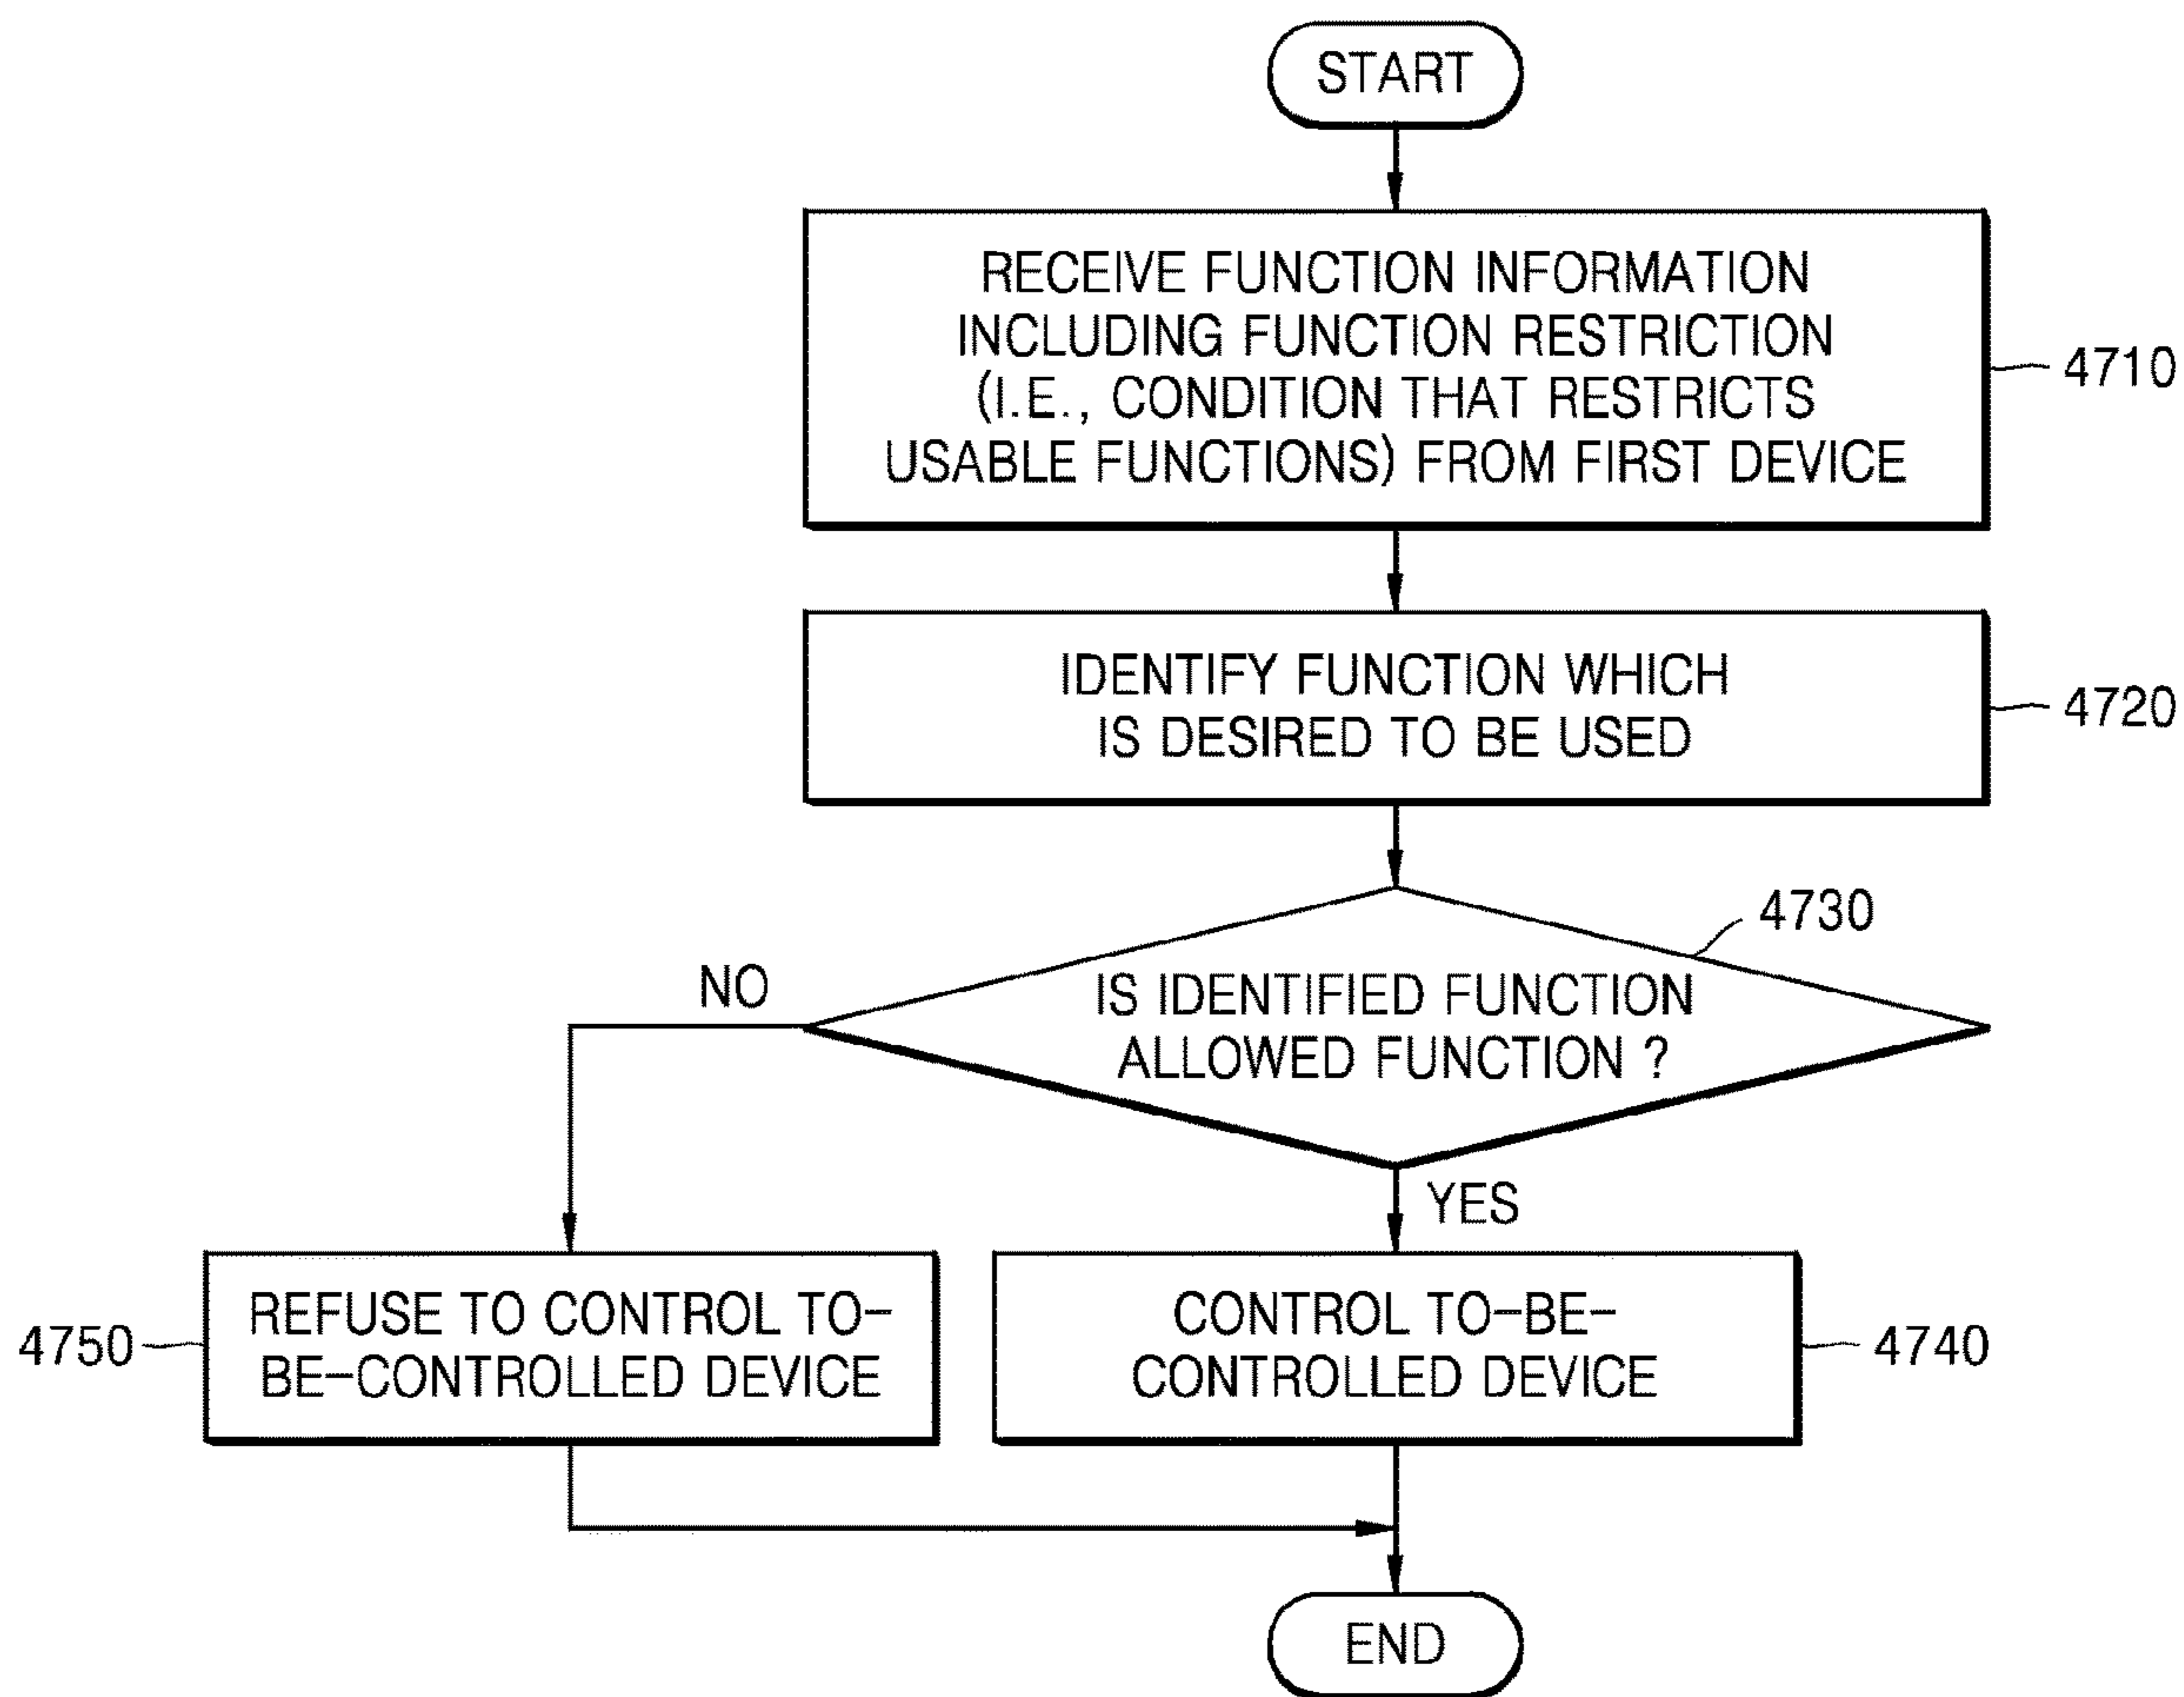 START
RECEIVE FUNCTION INFORMATION
INCLUDING FUNCTION RESTRICTION
(I.E., CONDITION THAT RESTRICTS
USABLE FUNCTIONS) FROM FIRST DEVICE
4710
IDENTIFY FUNCTION WHICH
IS DESIRED TO BE USED
4720
4730
IS IDENTIFIED FUNCTION
ALLOWED FUNCTION ?
NO
YES
4750
REFUSE TO CONTROL TO-
BE-CONTROLLED DEVICE
CONTROL TO-BE-
CONTROLLED DEVICE
4740
END